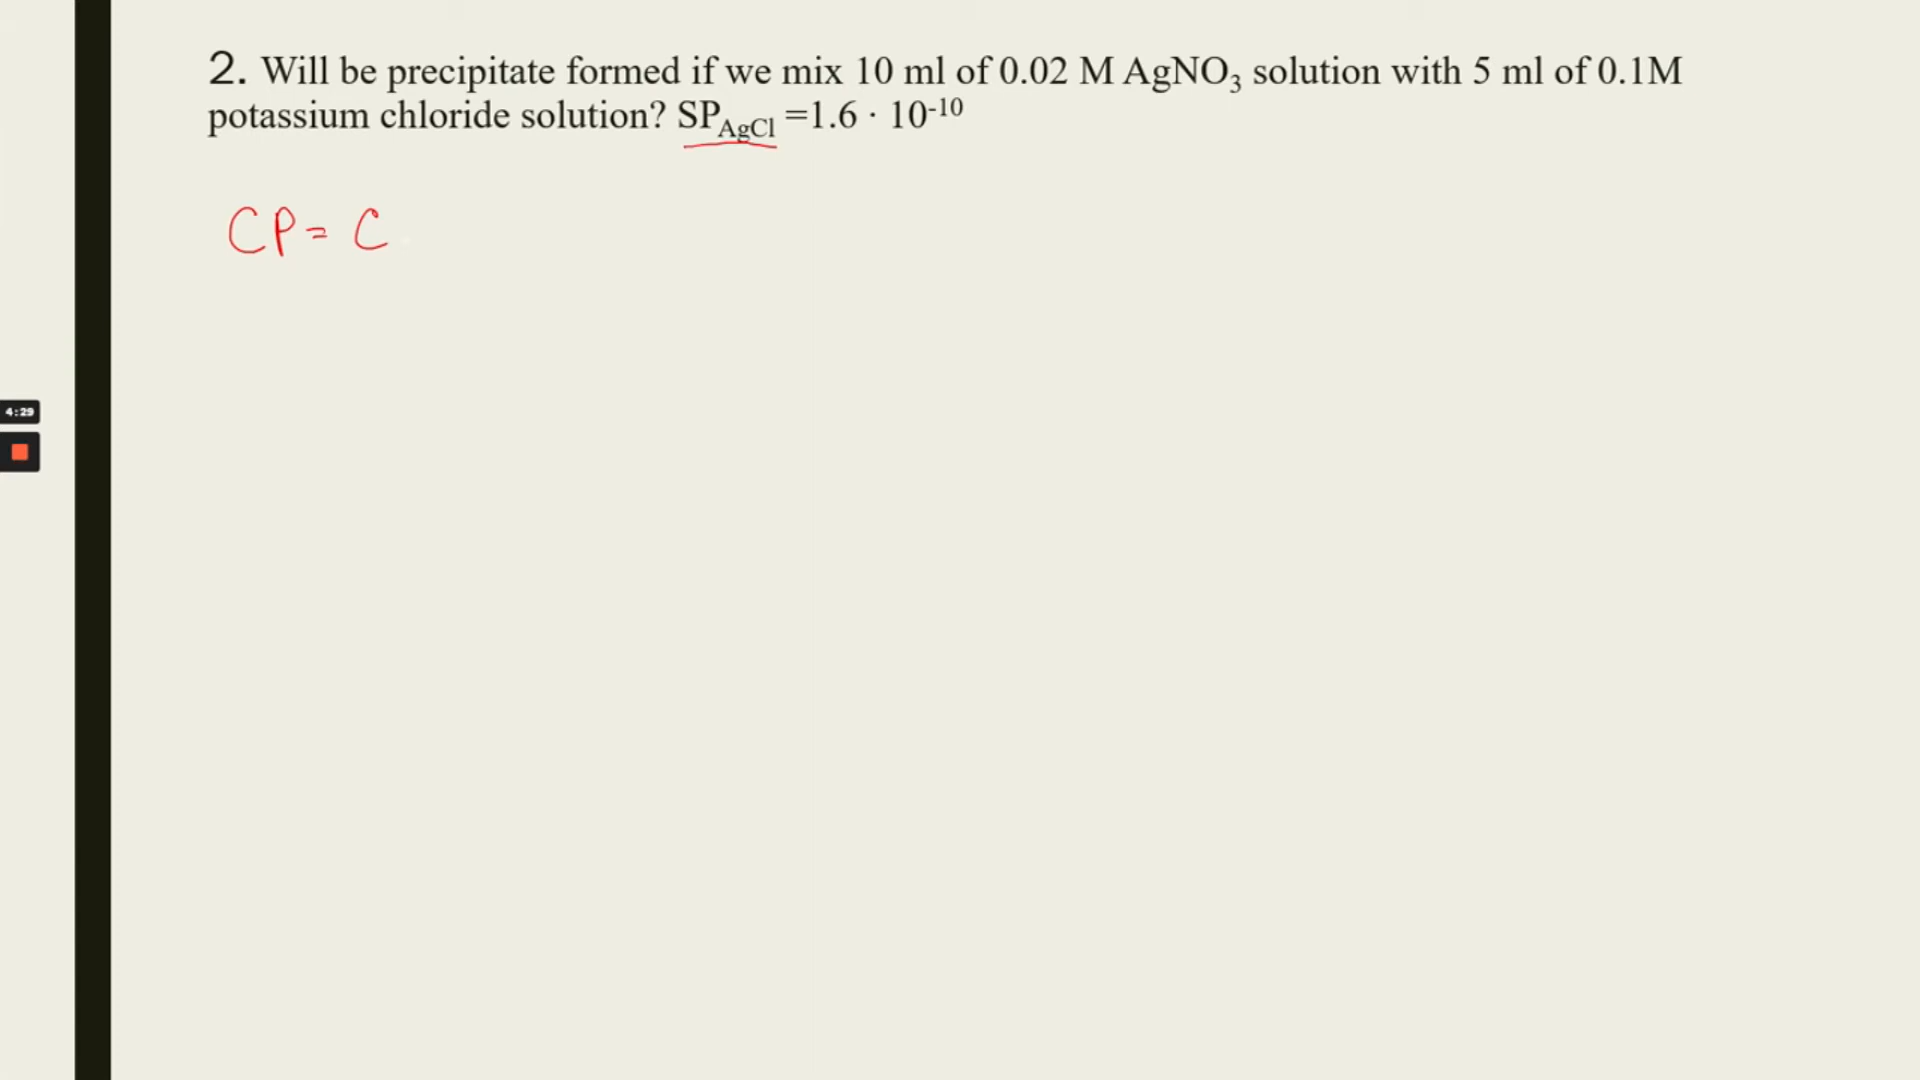 2. Will be precipitate formed if we mix 10 ml of 0.02 M AgNO₃ solution with 5 ml of 0.1M
potassium chloride solution? SP_AgCl =1.6 · 10⁻¹⁰
CP= C
4:29